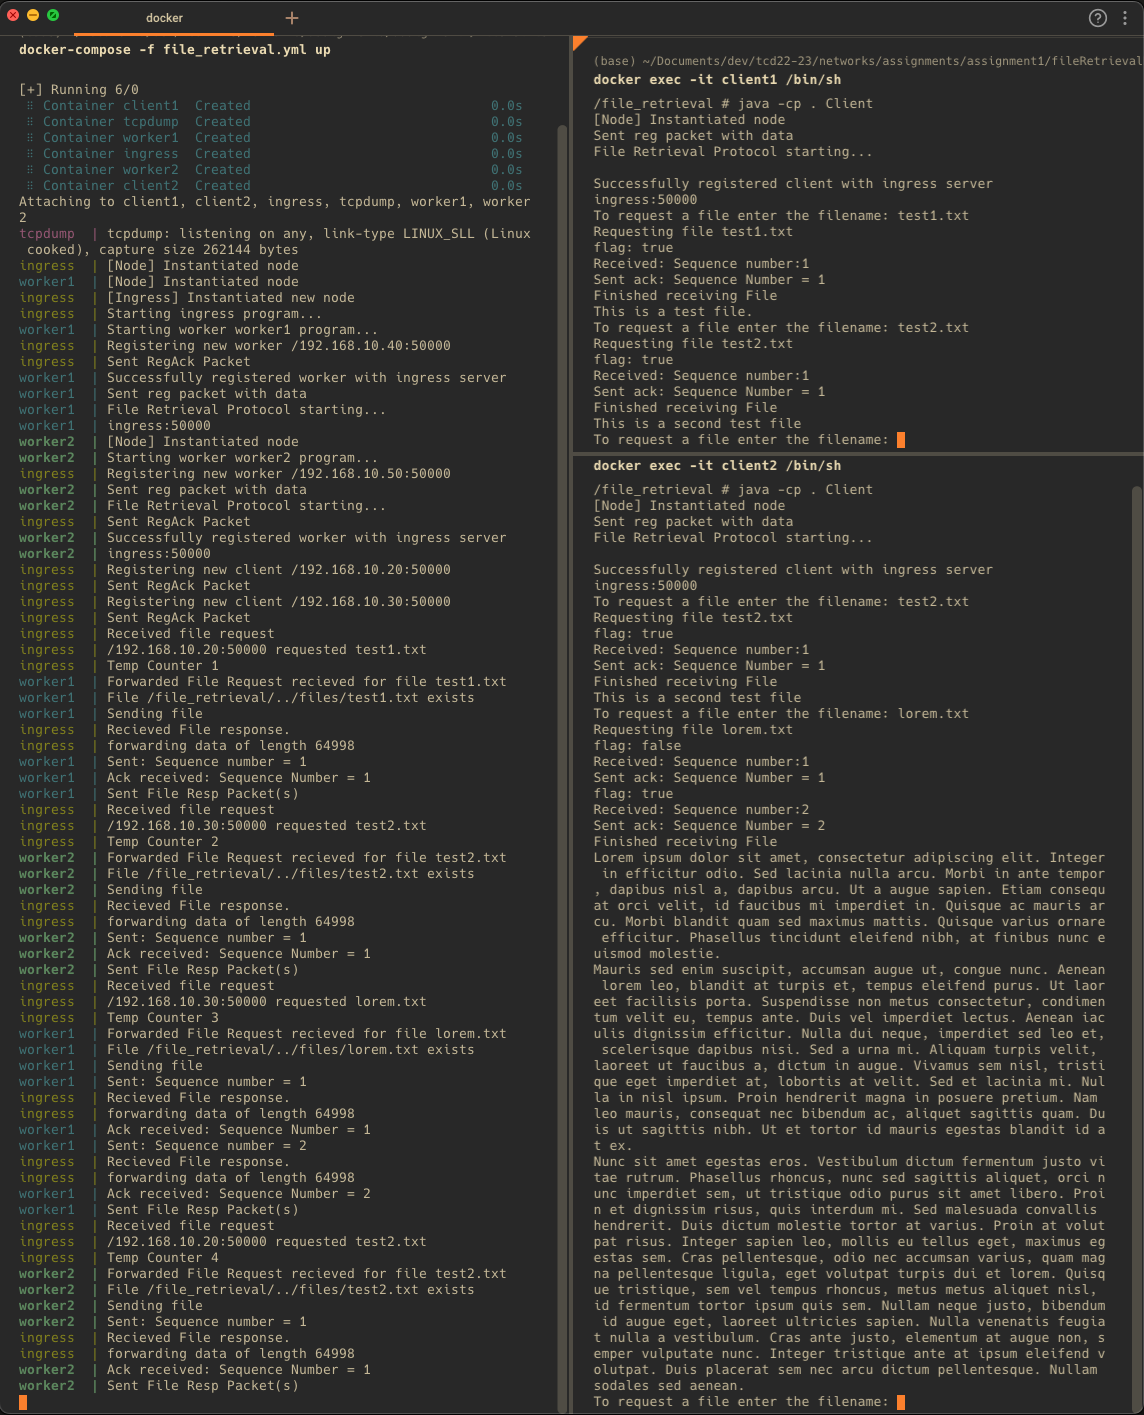 docker
docker-compose -f file_retrieval.yml up
[+] Running 6/0
⠿ Container client1  Created  0.0s
⠿ Container tcpdump  Created  0.0s
⠿ Container worker1  Created  0.0s
⠿ Container ingress  Created  0.0s
⠿ Container worker2  Created  0.0s
⠿ Container client2  Created  0.0s
Attaching to client1, client2, ingress, tcpdump, worker1, worker
2
tcpdump  | tcpdump: listening on any, link-type LINUX_SLL (Linux
cooked), capture size 262144 bytes
ingress  | [Node] Instantiated node
worker1  | [Node] Instantiated node
ingress  | [Ingress] Instantiated new node
ingress  | Starting ingress program...
worker1  | Starting worker worker1 program...
ingress  | Registering new worker /192.168.10.40:50000
ingress  | Sent RegAck Packet
worker1  | Successfully registered worker with ingress server
worker1  | Sent reg packet with data
worker1  | File Retrieval Protocol starting...
worker1  | ingress:50000
worker2  | [Node] Instantiated node
worker2  | Starting worker worker2 program...
ingress  | Registering new worker /192.168.10.50:50000
worker2  | Sent reg packet with data
worker2  | File Retrieval Protocol starting...
ingress  | Sent RegAck Packet
worker2  | Successfully registered worker with ingress server
worker2  | ingress:50000
ingress  | Registering new client /192.168.10.20:50000
ingress  | Sent RegAck Packet
ingress  | Registering new client /192.168.10.30:50000
ingress  | Sent RegAck Packet
ingress  | Received file request
ingress  | /192.168.10.20:50000 requested test1.txt
ingress  | Temp Counter 1
worker1  | Forwarded File Request recieved for file test1.txt
worker1  | File /file_retrieval/../files/test1.txt exists
worker1  | Sending file
ingress  | Recieved File response.
ingress  | forwarding data of length 64998
worker1  | Sent: Sequence number = 1
worker1  | Ack received: Sequence Number = 1
worker1  | Sent File Resp Packet(s)
ingress  | Received file request
ingress  | /192.168.10.30:50000 requested test2.txt
ingress  | Temp Counter 2
worker2  | Forwarded File Request recieved for file test2.txt
worker2  | File /file_retrieval/../files/test2.txt exists
worker2  | Sending file
ingress  | Recieved File response.
ingress  | forwarding data of length 64998
worker2  | Sent: Sequence number = 1
worker2  | Ack received: Sequence Number = 1
worker2  | Sent File Resp Packet(s)
ingress  | Received file request
ingress  | /192.168.10.30:50000 requested lorem.txt
ingress  | Temp Counter 3
worker1  | Forwarded File Request recieved for file lorem.txt
worker1  | File /file_retrieval/../files/lorem.txt exists
worker1  | Sending file
worker1  | Sent: Sequence number = 1
ingress  | Recieved File response.
ingress  | forwarding data of length 64998
worker1  | Ack received: Sequence Number = 1
worker1  | Sent: Sequence number = 2
ingress  | Recieved File response.
ingress  | forwarding data of length 64998
worker1  | Ack received: Sequence Number = 2
worker1  | Sent File Resp Packet(s)
ingress  | Received file request
ingress  | /192.168.10.20:50000 requested test2.txt
ingress  | Temp Counter 4
worker2  | Forwarded File Request recieved for file test2.txt
worker2  | File /file_retrieval/../files/test2.txt exists
worker2  | Sending file
worker2  | Sent: Sequence number = 1
ingress  | Recieved File response.
ingress  | forwarding data of length 64998
worker2  | Ack received: Sequence Number = 1
worker2  | Sent File Resp Packet(s)
(base) ~/Documents/dev/tcd22-23/networks/assignments/assignment1/fileRetrieval
docker exec -it client1 /bin/sh
/file_retrieval # java -cp . Client
[Node] Instantiated node
Sent reg packet with data
File Retrieval Protocol starting...
Successfully registered client with ingress server
ingress:50000
To request a file enter the filename: test1.txt
Requesting file test1.txt
flag: true
Received: Sequence number:1
Sent ack: Sequence Number = 1
Finished receiving File
This is a test file.
To request a file enter the filename: test2.txt
Requesting file test2.txt
flag: true
Received: Sequence number:1
Sent ack: Sequence Number = 1
Finished receiving File
This is a second test file
To request a file enter the filename:
docker exec -it client2 /bin/sh
/file_retrieval # java -cp . Client
[Node] Instantiated node
Sent reg packet with data
File Retrieval Protocol starting...
Successfully registered client with ingress server
ingress:50000
To request a file enter the filename: test2.txt
Requesting file test2.txt
flag: true
Received: Sequence number:1
Sent ack: Sequence Number = 1
Finished receiving File
This is a second test file
To request a file enter the filename: lorem.txt
Requesting file lorem.txt
flag: false
Received: Sequence number:1
Sent ack: Sequence Number = 1
flag: true
Received: Sequence number:2
Sent ack: Sequence Number = 2
Finished receiving File
Lorem ipsum dolor sit amet, consectetur adipiscing elit. Integer
in efficitur odio. Sed lacinia nulla arcu. Morbi in ante tempor
, dapibus nisl a, dapibus arcu. Ut a augue sapien. Etiam consequ
at orci velit, id faucibus mi imperdiet in. Quisque ac mauris ar
cu. Morbi blandit quam sed maximus mattis. Quisque varius ornare
efficitur. Phasellus tincidunt eleifend nibh, at finibus nunc e
uismod molestie.
Mauris sed enim suscipit, accumsan augue ut, congue nunc. Aenean
lorem leo, blandit at turpis et, tempus eleifend purus. Ut laor
eet facilisis porta. Suspendisse non metus consectetur, condimen
tum velit eu, tempus ante. Duis vel imperdiet lectus. Aenean iac
ulis dignissim efficitur. Nulla dui neque, imperdiet sed leo et,
scelerisque dapibus nisi. Sed a urna mi. Aliquam turpis velit,
laoreet ut faucibus a, dictum in augue. Vivamus sem nisl, tristi
que eget imperdiet at, lobortis at velit. Sed et lacinia mi. Nul
la in nisl ipsum. Proin hendrerit magna in posuere pretium. Nam
leo mauris, consequat nec bibendum ac, aliquet sagittis quam. Du
is ut sagittis nibh. Ut et tortor id mauris egestas blandit id a
t ex.
Nunc sit amet egestas eros. Vestibulum dictum fermentum justo vi
tae rutrum. Phasellus rhoncus, nunc sed sagittis aliquet, orci n
unc imperdiet sem, ut tristique odio purus sit amet libero. Proi
n et dignissim risus, quis interdum mi. Sed malesuada convallis
hendrerit. Duis dictum molestie tortor at varius. Proin at volut
pat risus. Integer sapien leo, mollis eu tellus eget, maximus eg
estas sem. Cras pellentesque, odio nec accumsan varius, quam mag
na pellentesque ligula, eget volutpat turpis dui et lorem. Quisq
ue tristique, sem vel tempus rhoncus, metus metus aliquet nisl,
id fermentum tortor ipsum quis sem. Nullam neque justo, bibendum
id augue eget, laoreet ultricies sapien. Nulla venenatis feugia
t nulla a vestibulum. Cras ante justo, elementum at augue non, s
emper vulputate nunc. Integer tristique ante at ipsum eleifend v
olutpat. Duis placerat sem nec arcu dictum pellentesque. Nullam
sodales sed aenean.
To request a file enter the filename: